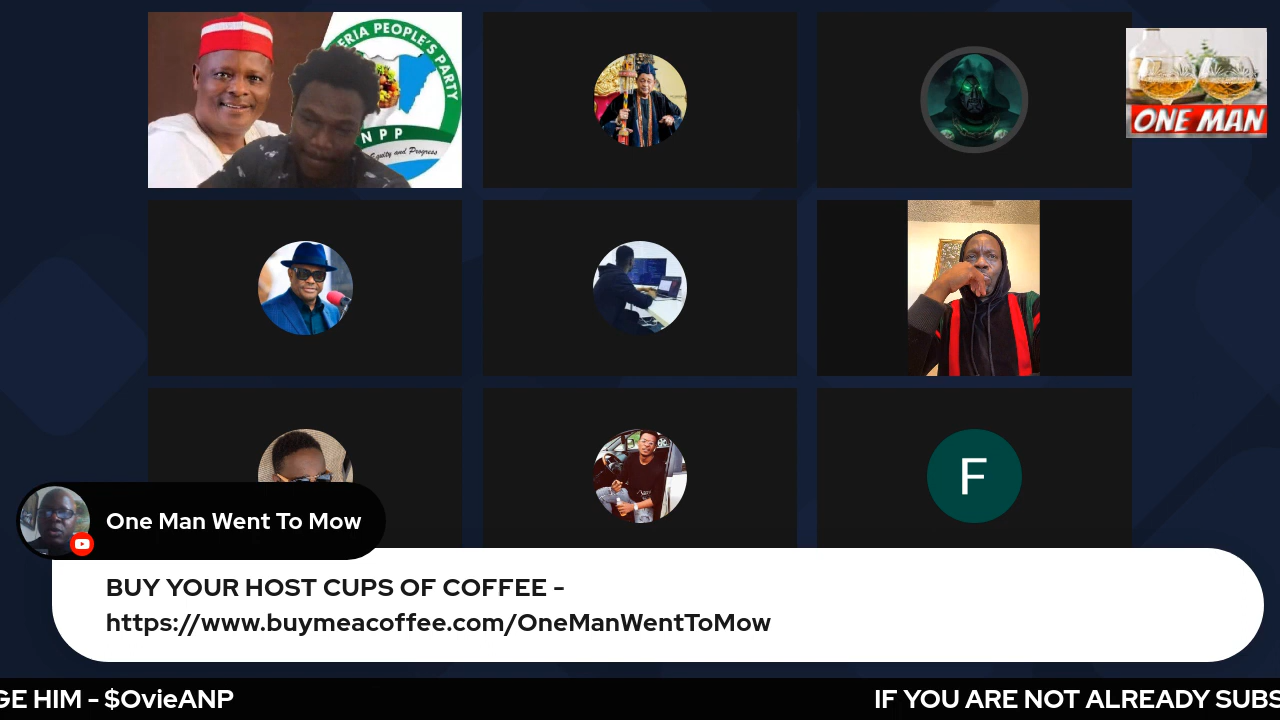 ERIA PEOPLE'S PARTY
NPP
Equity and Progress
ONE MAN
F
One Man Went To Mow
BUY YOUR HOST CUPS OF COFFEE -
https://www.buymeacoffee.com/OneManWentToMow
GE HIM - $OvieANP
IF YOU ARE NOT ALREADY SUBS